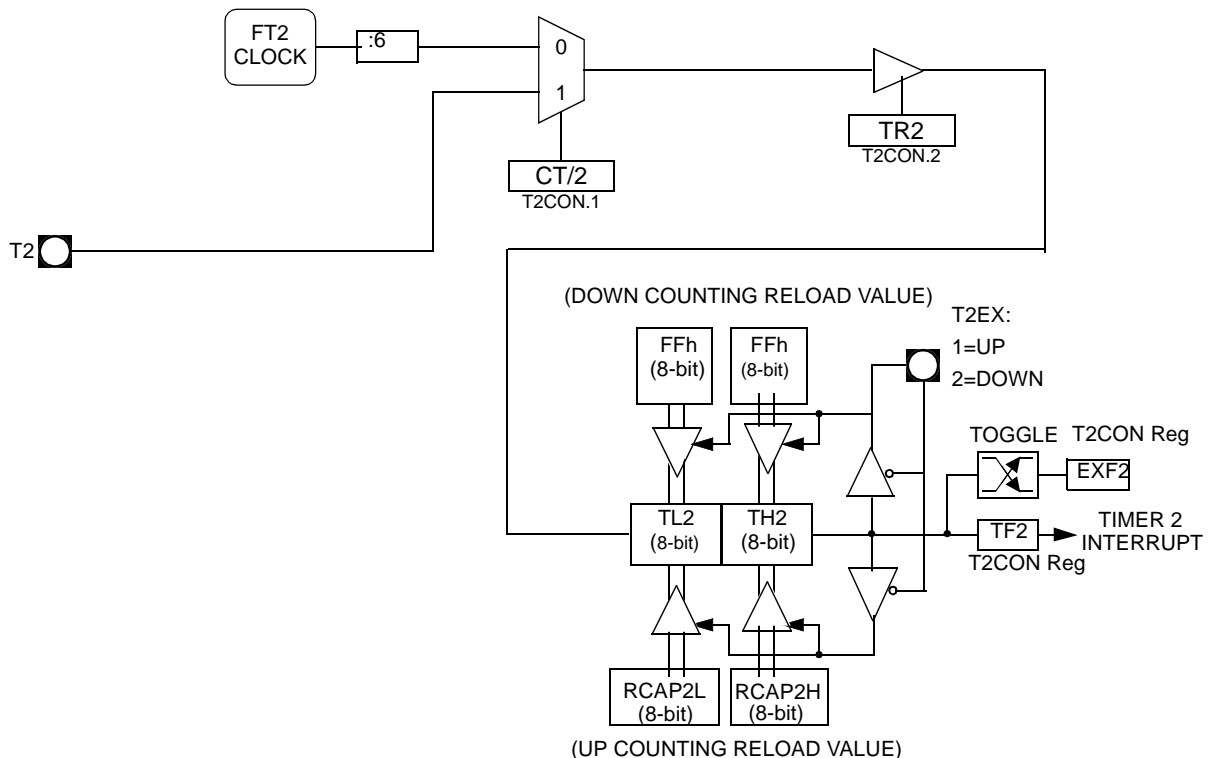 FT2
CLOCK
:6
0
1
TR2
T2CON.2
CT/2
T2CON.1
T2
(DOWN COUNTING RELOAD VALUE)
T2EX:
1=UP
2=DOWN
FFh
(8-bit)
FFh
(8-bit)
TOGGLE
T2CON Reg
EXF2
TL2
(8-bit)
TH2
(8-bit)
TF2
TIMER 2
INTERRUPT
T2CON Reg
RCAP2L
(8-bit)
RCAP2H
(8-bit)
(UP COUNTING RELOAD VALUE)